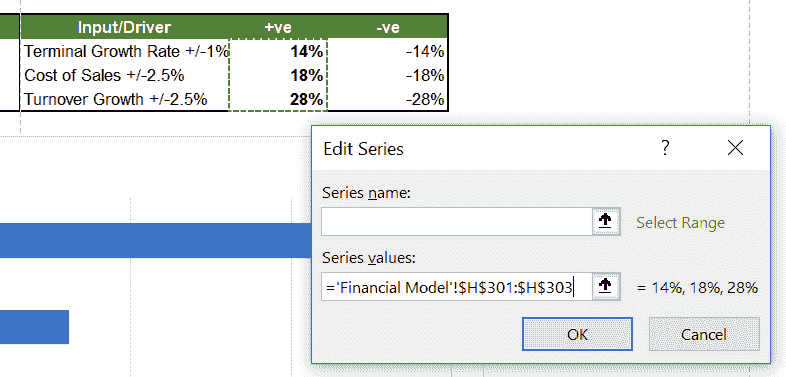 Input/Driver +ve -ve
Terminal Growth Rate +/-1% 14% -14%
Cost of Sales +/-2.5% 18% -18%
Turnover Growth +/-2.5% 28% -28%
Edit Series ?
Series name:
Select Range
Series values:
='Financial Model'!$H$301:$H$303 = 14%, 18%, 28%
OK Cancel